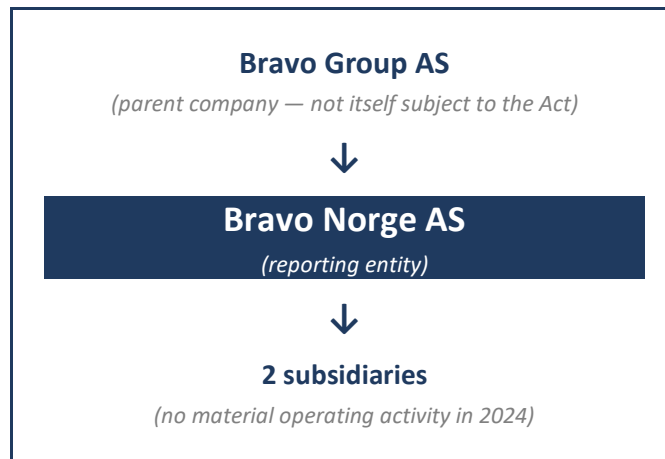 Bravo Group AS
(parent company — not itself subject to the Act)
↓
Bravo Norge AS
(reporting entity)
↓
2 subsidiaries
(no material operating activity in 2024)